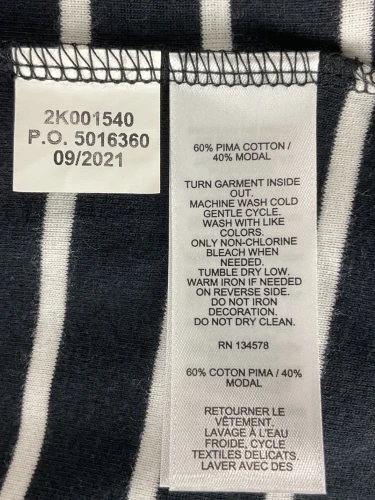 2K001540
P.O. 5016360
09/2021
60% PIMA COTTON /
40% MODAL
TURN GARMENT INSIDE
OUT.
MACHINE WASH COLD
GENTLE CYCLE.
WASH WITH LIKE
COLORS.
ONLY NON-CHLORINE
BLEACH WHEN
NEEDED.
TUMBLE DRY LOW.
WARM IRON IF NEEDED
ON REVERSE SIDE.
DO NOT IRON
DECORATION.
DO NOT DRY CLEAN.
RN 134578
60% COTON PIMA / 40%
MODAL
RETOURNER LE
VÊTEMENT.
LAVAGE À L'EAU
FROIDE, CYCLE
TEXTILES DELICATS.
LAVER AVEC DES